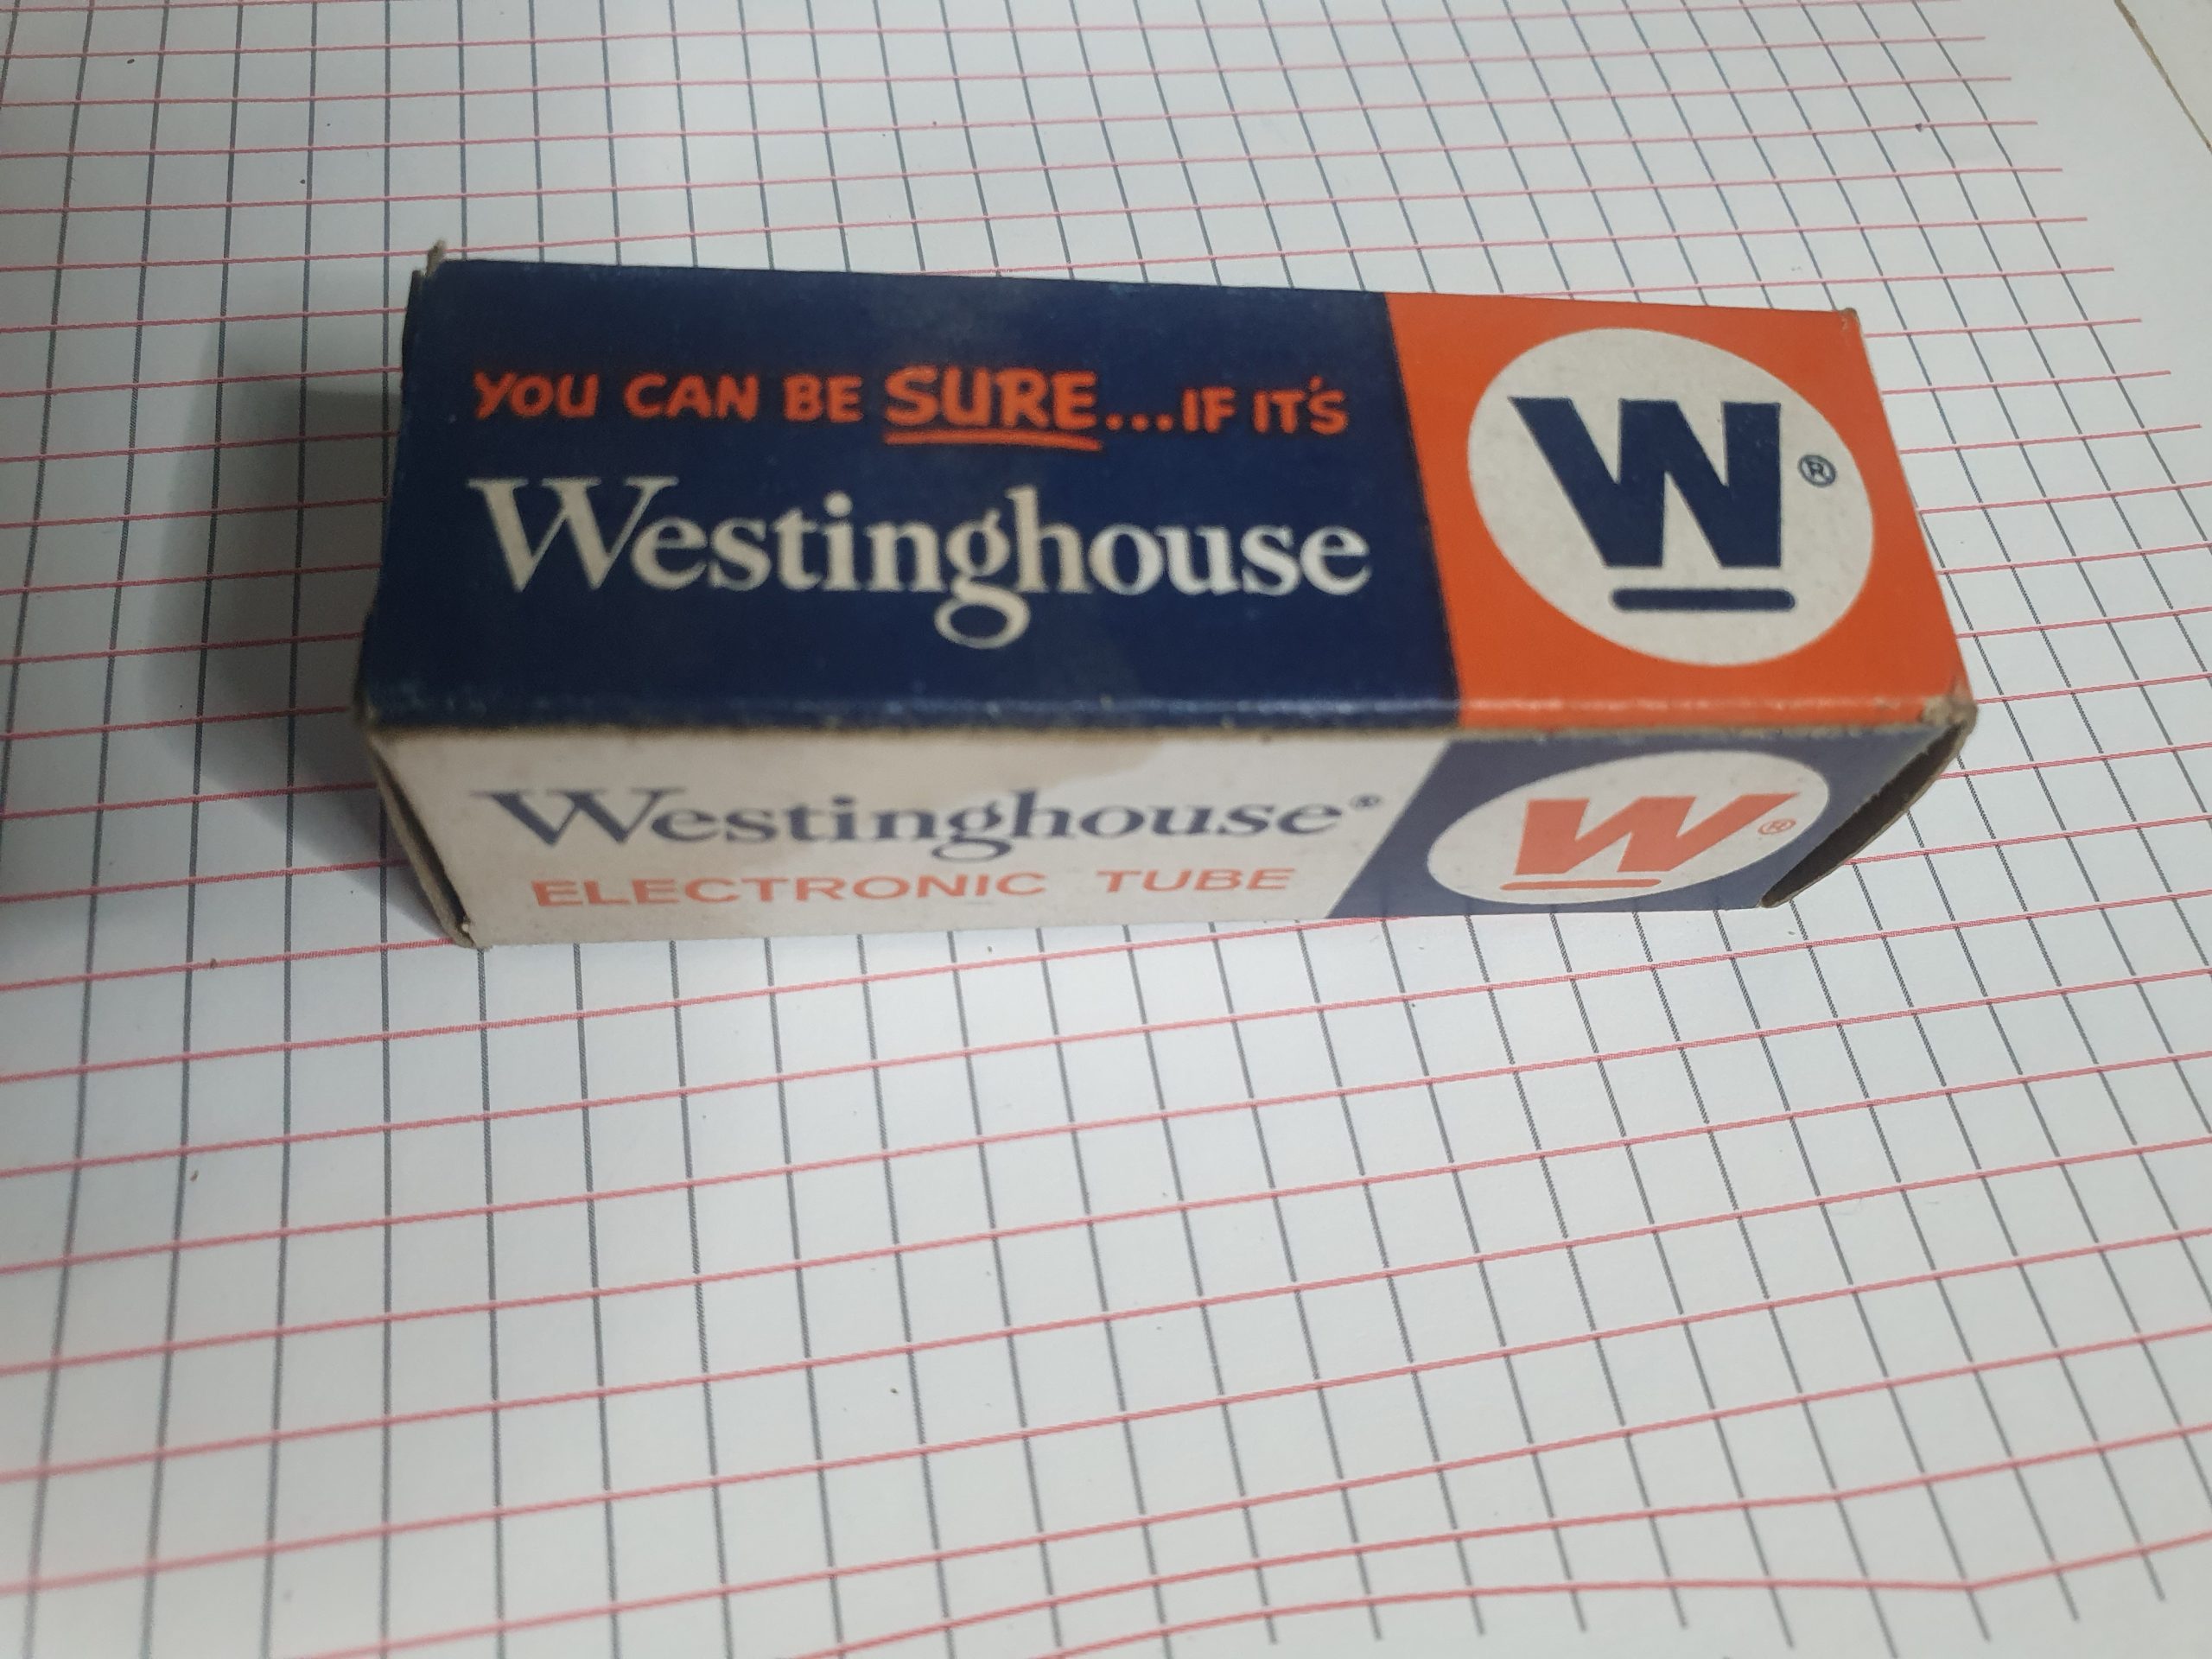 YOU CAN BE SURE...IF IT'S
Westinghouse
W ®
Westinghouse®
ELECTRONIC TUBE
W ®